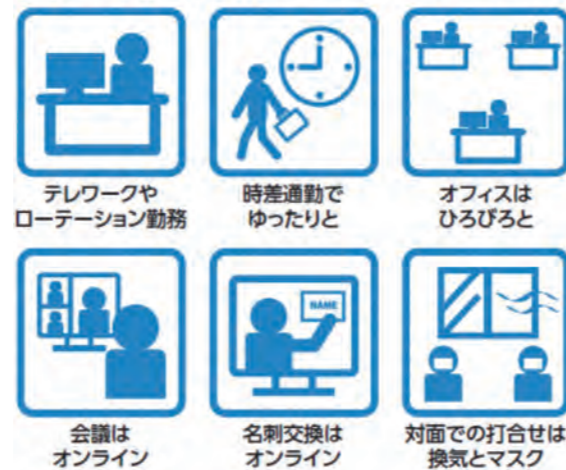 テレワークや
ローテーション勤務
時差通勤で
ゆったりと
オフィスは
ひろびろと
NAME
会議は
オンライン
名刺交換は
オンライン
対面での打合せは
換気とマスク